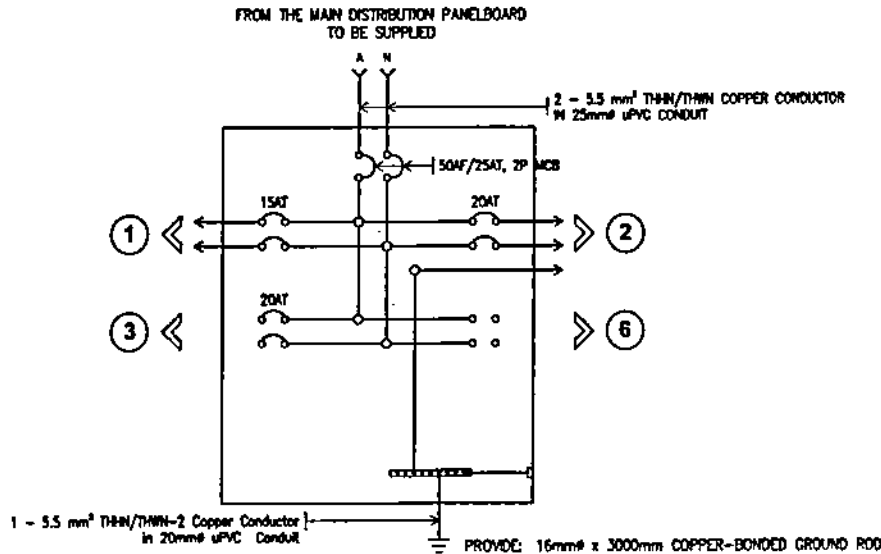 FROM THE MAIN DISTRIBUTION PANELBOARD
TO BE SUPPLIED
A N
2 - 5.5 mm² THHN/THWN COPPER CONDUCTOR
IN 25mmø uPVC CONDUIT
50AF/25AT, 2P MCB
15AT
20AT
1
2
20AT
3
6
1 - 5.5 mm² THHN/THWN-2 Copper Conductor
in 20mmø uPVC Conduit
PROVIDE: 16mmø x 3000mm COPPER-BONDED GROUND ROD